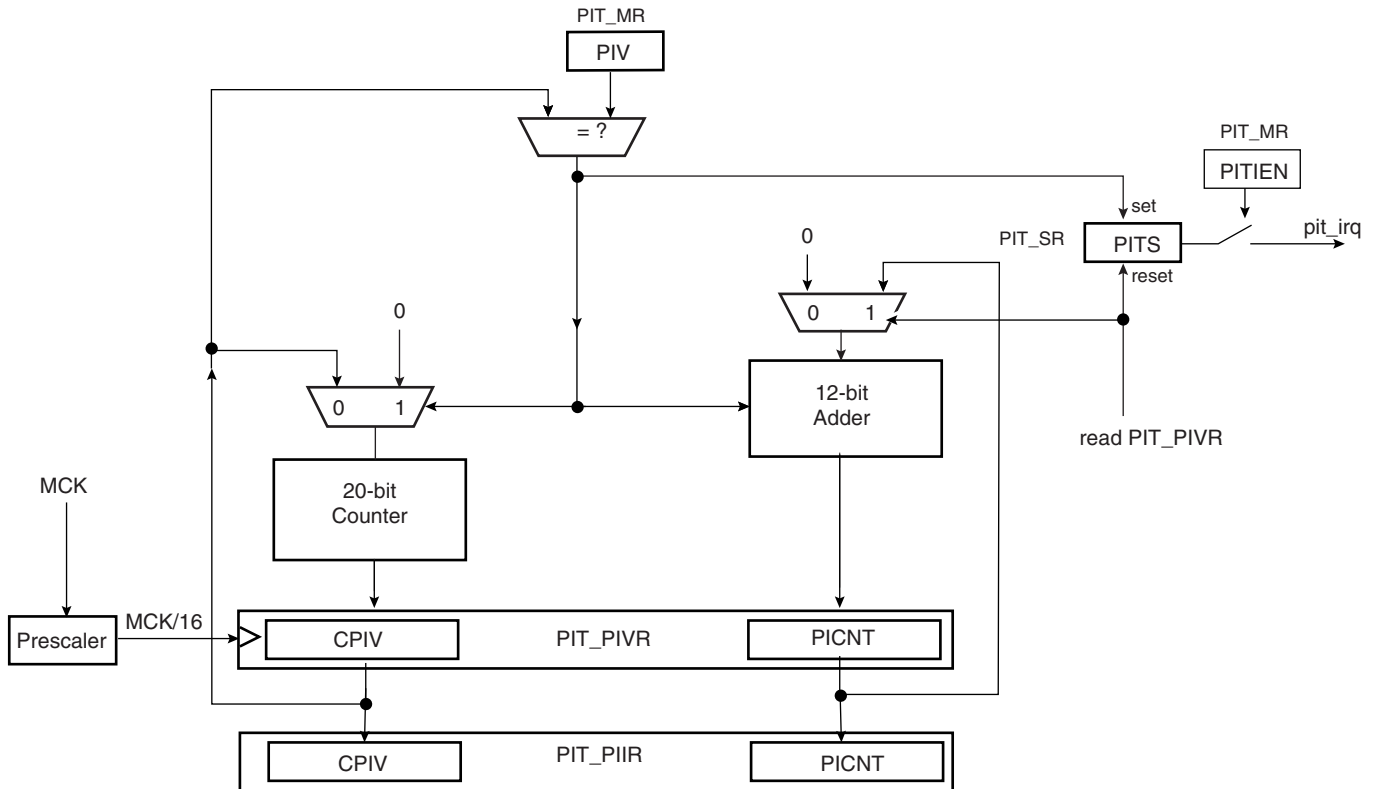 PIT_MR
PIV
= ?
PIT_MR
PITIEN
set
0
PIT_SR
PITS
pit_irq
reset
0
0 1
0 1
12-bit
Adder
read PIT_PIVR
MCK
20-bit
Counter
MCK/16
Prescaler
CPIV
PIT_PIVR
PICNT
CPIV
PIT_PIIR
PICNT